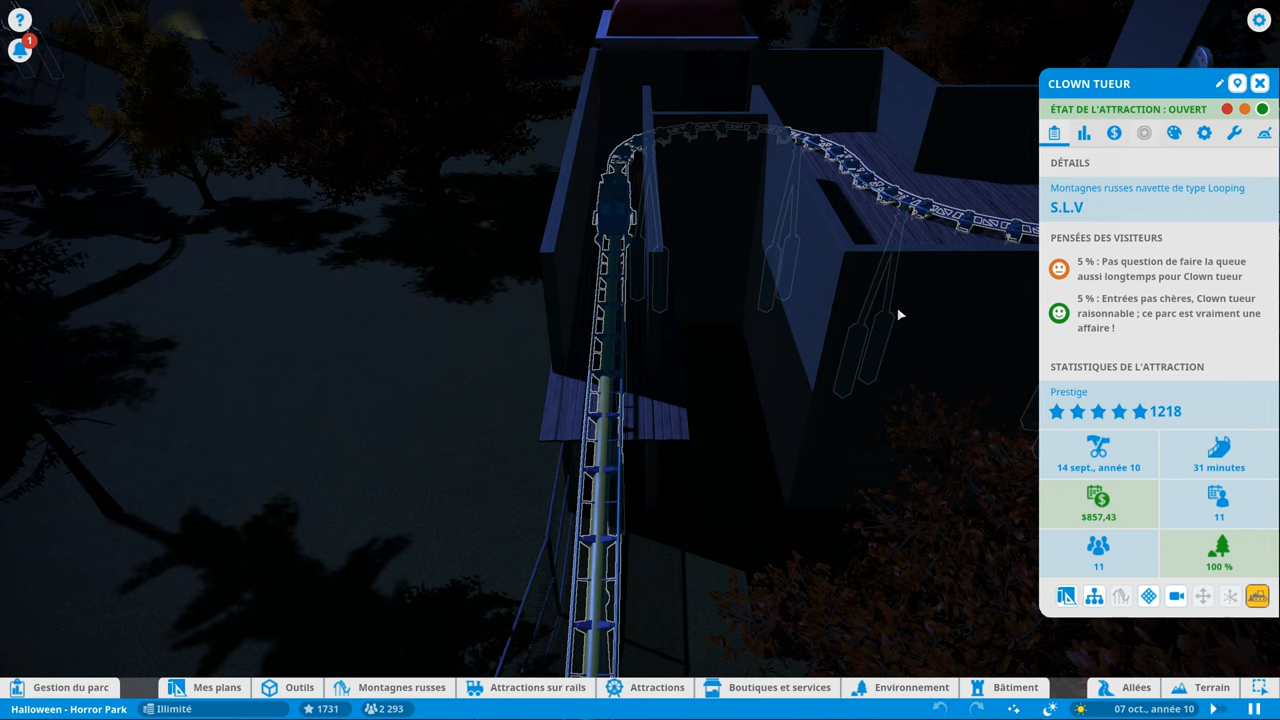 ?
1
CLOWN TUEUR
ÉTAT DE L'ATTRACTION : OUVERT
DÉTAILS
Montagnes russes navette de type Looping
S.L.V
PENSÉES DES VISITEURS
5 % : Pas question de faire la queue
aussi longtemps pour Clown tueur
5 % : Entrées pas chères, Clown tueur
raisonnable ; ce parc est vraiment une
affaire !
STATISTIQUES DE L'ATTRACTION
Prestige
1218
14 sept., année 10
31 minutes
$857,43
11
11
100 %
Gestion du parc
Mes plans
Outils
Montagnes russes
Attractions sur rails
Attractions
Boutiques et services
Environnement
Bâtiment
Allées
Terrain
Halloween - Horror Park
Illimité
1731
2 293
07 oct., année 10